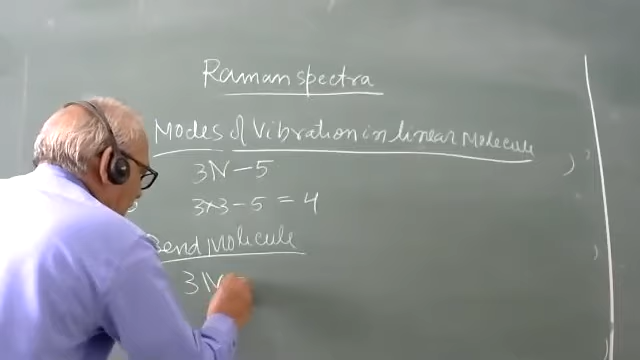 Raman spectra
Modes of Vibration in linear Molecule
3N - 5
3×3 - 5 = 4
Bend Molecule
3N -